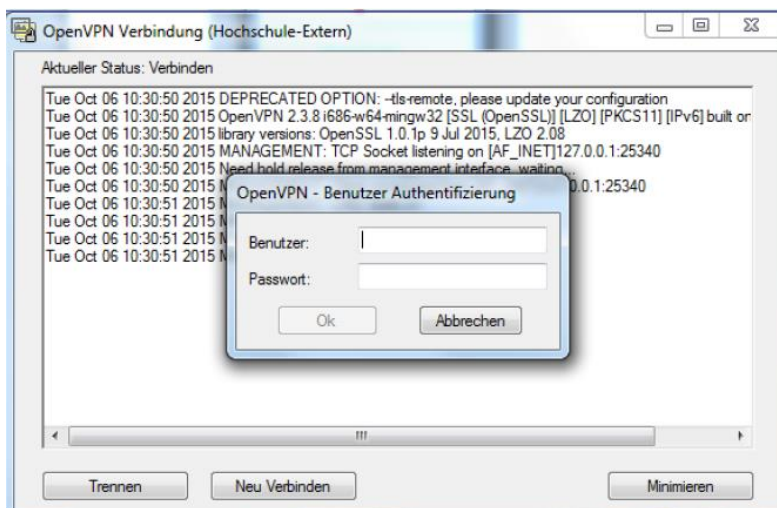 OpenVPN Verbindung (Hochschule-Extern)
Aktueller Status: Verbinden
Tue Oct 06 10:30:50 2015 DEPRECATED OPTION: --tls-remote, please update your configuration
Tue Oct 06 10:30:50 2015 OpenVPN 2.3.8 i686-w64-mingw32 [SSL (OpenSSL)] [LZO] [PKCS11] [IPv6] built on
Tue Oct 06 10:30:50 2015 library versions: OpenSSL 1.0.1p 9 Jul 2015, LZO 2.08
Tue Oct 06 10:30:50 2015 MANAGEMENT: TCP Socket listening on [AF_INET]127.0.0.1:25340
Tue Oct 06 10:30:50 2015 Need hold release from management interface, waiting...
Tue Oct 06 10:30:50 2015 0.0.1:25340
Tue Oct 06 10:30:51 2015
Tue Oct 06 10:30:51 2015
Tue Oct 06 10:30:51 2015
Tue Oct 06 10:30:51 2015
OpenVPN - Benutzer Authentifizierung
Benutzer:
Passwort:
Ok Abbrechen
Trennen Neu Verbinden Minimieren